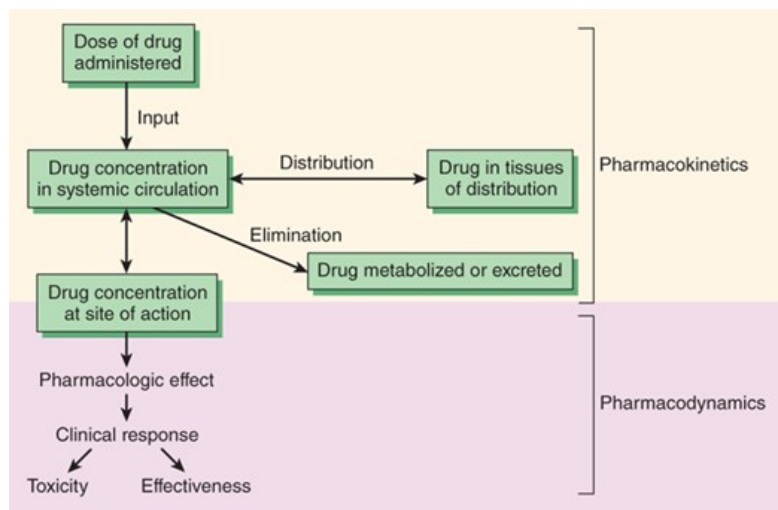 Dose of drug
administered
Input
Drug concentration
in systemic circulation
Distribution
Drug in tissues
of distribution
Pharmacokinetics
Elimination
Drug metabolized or excreted
Drug concentration
at site of action
Pharmacologic effect
Pharmacodynamics
Clinical response
Toxicity
Effectiveness